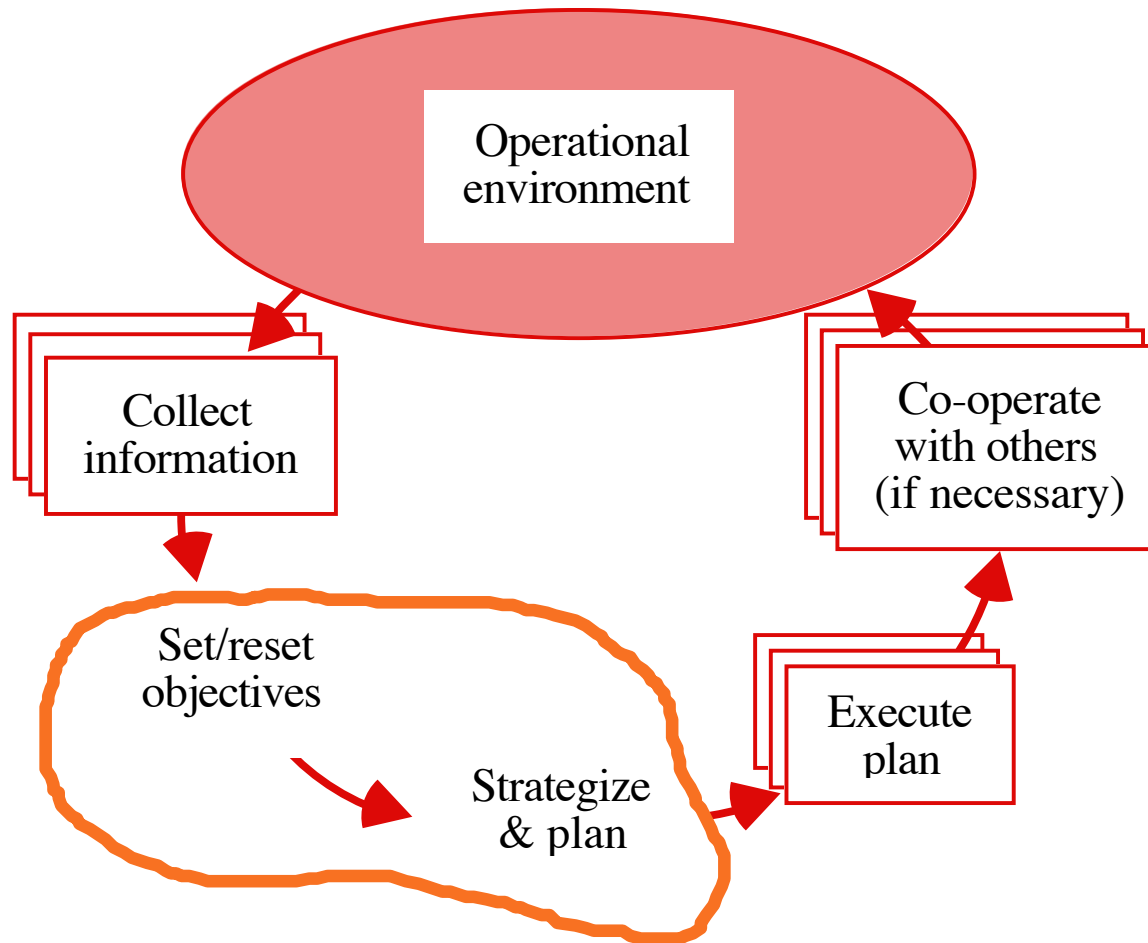 Operational
environment
Collect
information
Co-operate
with others
(if necessary)
Set/reset
objectives
Strategize
& plan
Execute
plan